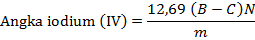 Angka iodium (IV) = 12,69 (B − C)N / m